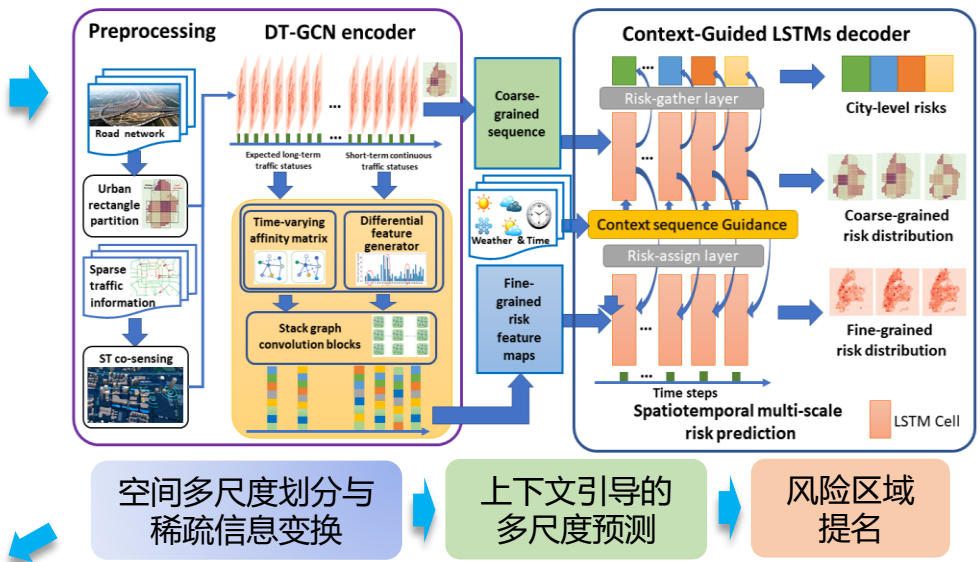 Preprocessing
Road network
Urban
rectangle
partition
Sparse
traffic
information
ST co-sensing
DT-GCN encoder
...
...
Expected long-term
traffic statuses
Short-term continuous
traffic statuses
Time-varying
affinity matrix
Differential
feature
generator
Stack graph
convolution blocks
Coarse-
grained
sequence
Weather & Time
Fine-
grained
risk
feature
maps
Context-Guided LSTMs decoder
...
Risk-gather layer
...
Context sequence Guidance
Risk-assign layer
...
Time steps
Spatiotemporal multi-scale
risk prediction
City-level risks
Coarse-grained
risk distribution
Fine-grained
risk distribution
LSTM Cell
空间多尺度划分与
稀疏信息变换
上下文引导的
多尺度预测
风险区域
提名